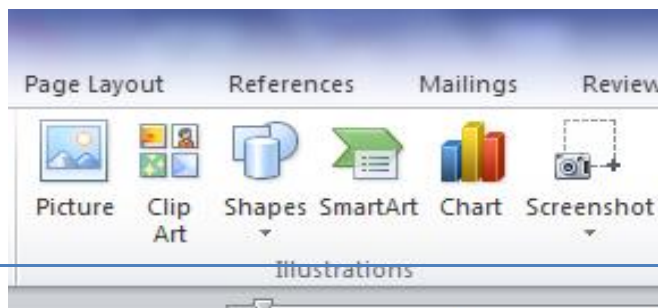 Page Layout References Mailings Review
Picture Clip Art Shapes SmartArt Chart Screenshot
Illustrations